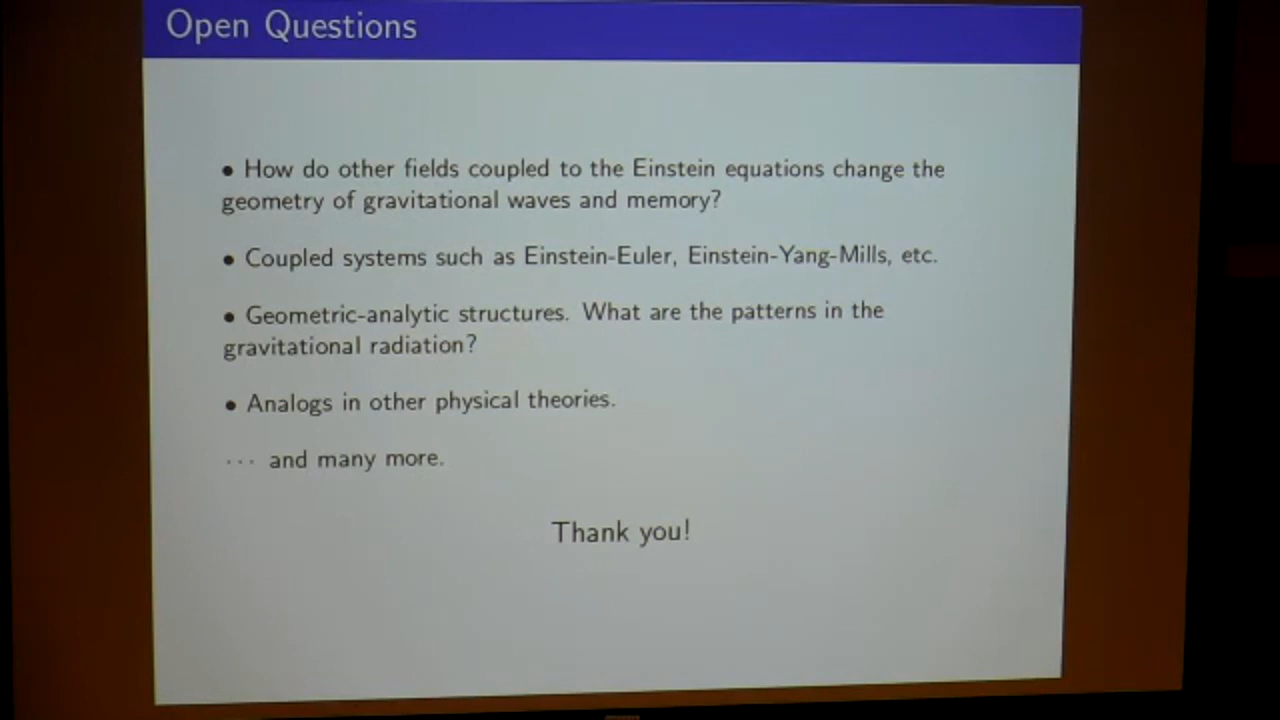 Open Questions
• How do other fields coupled to the Einstein equations change the
geometry of gravitational waves and memory?
• Coupled systems such as Einstein-Euler, Einstein-Yang-Mills, etc.
• Geometric-analytic structures. What are the patterns in the
gravitational radiation?
• Analogs in other physical theories.
··· and many more.
Thank you!